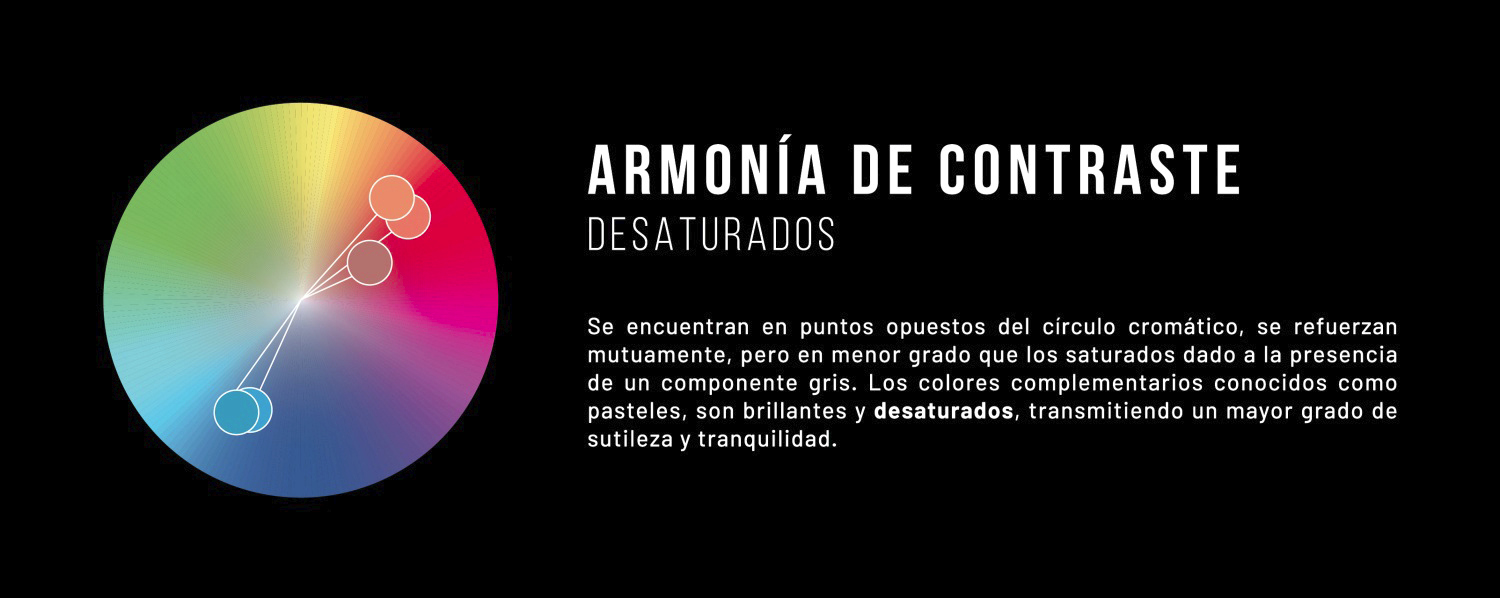 ARMONÍA DE CONTRASTE
DESATURADOS
Se encuentran en puntos opuestos del círculo cromático, se refuerzan
mutuamente, pero en menor grado que los saturados dado a la presencia
de un componente gris. Los colores complementarios conocidos como
pasteles, son brillantes y desaturados, transmitiendo un mayor grado de
sutileza y tranquilidad.